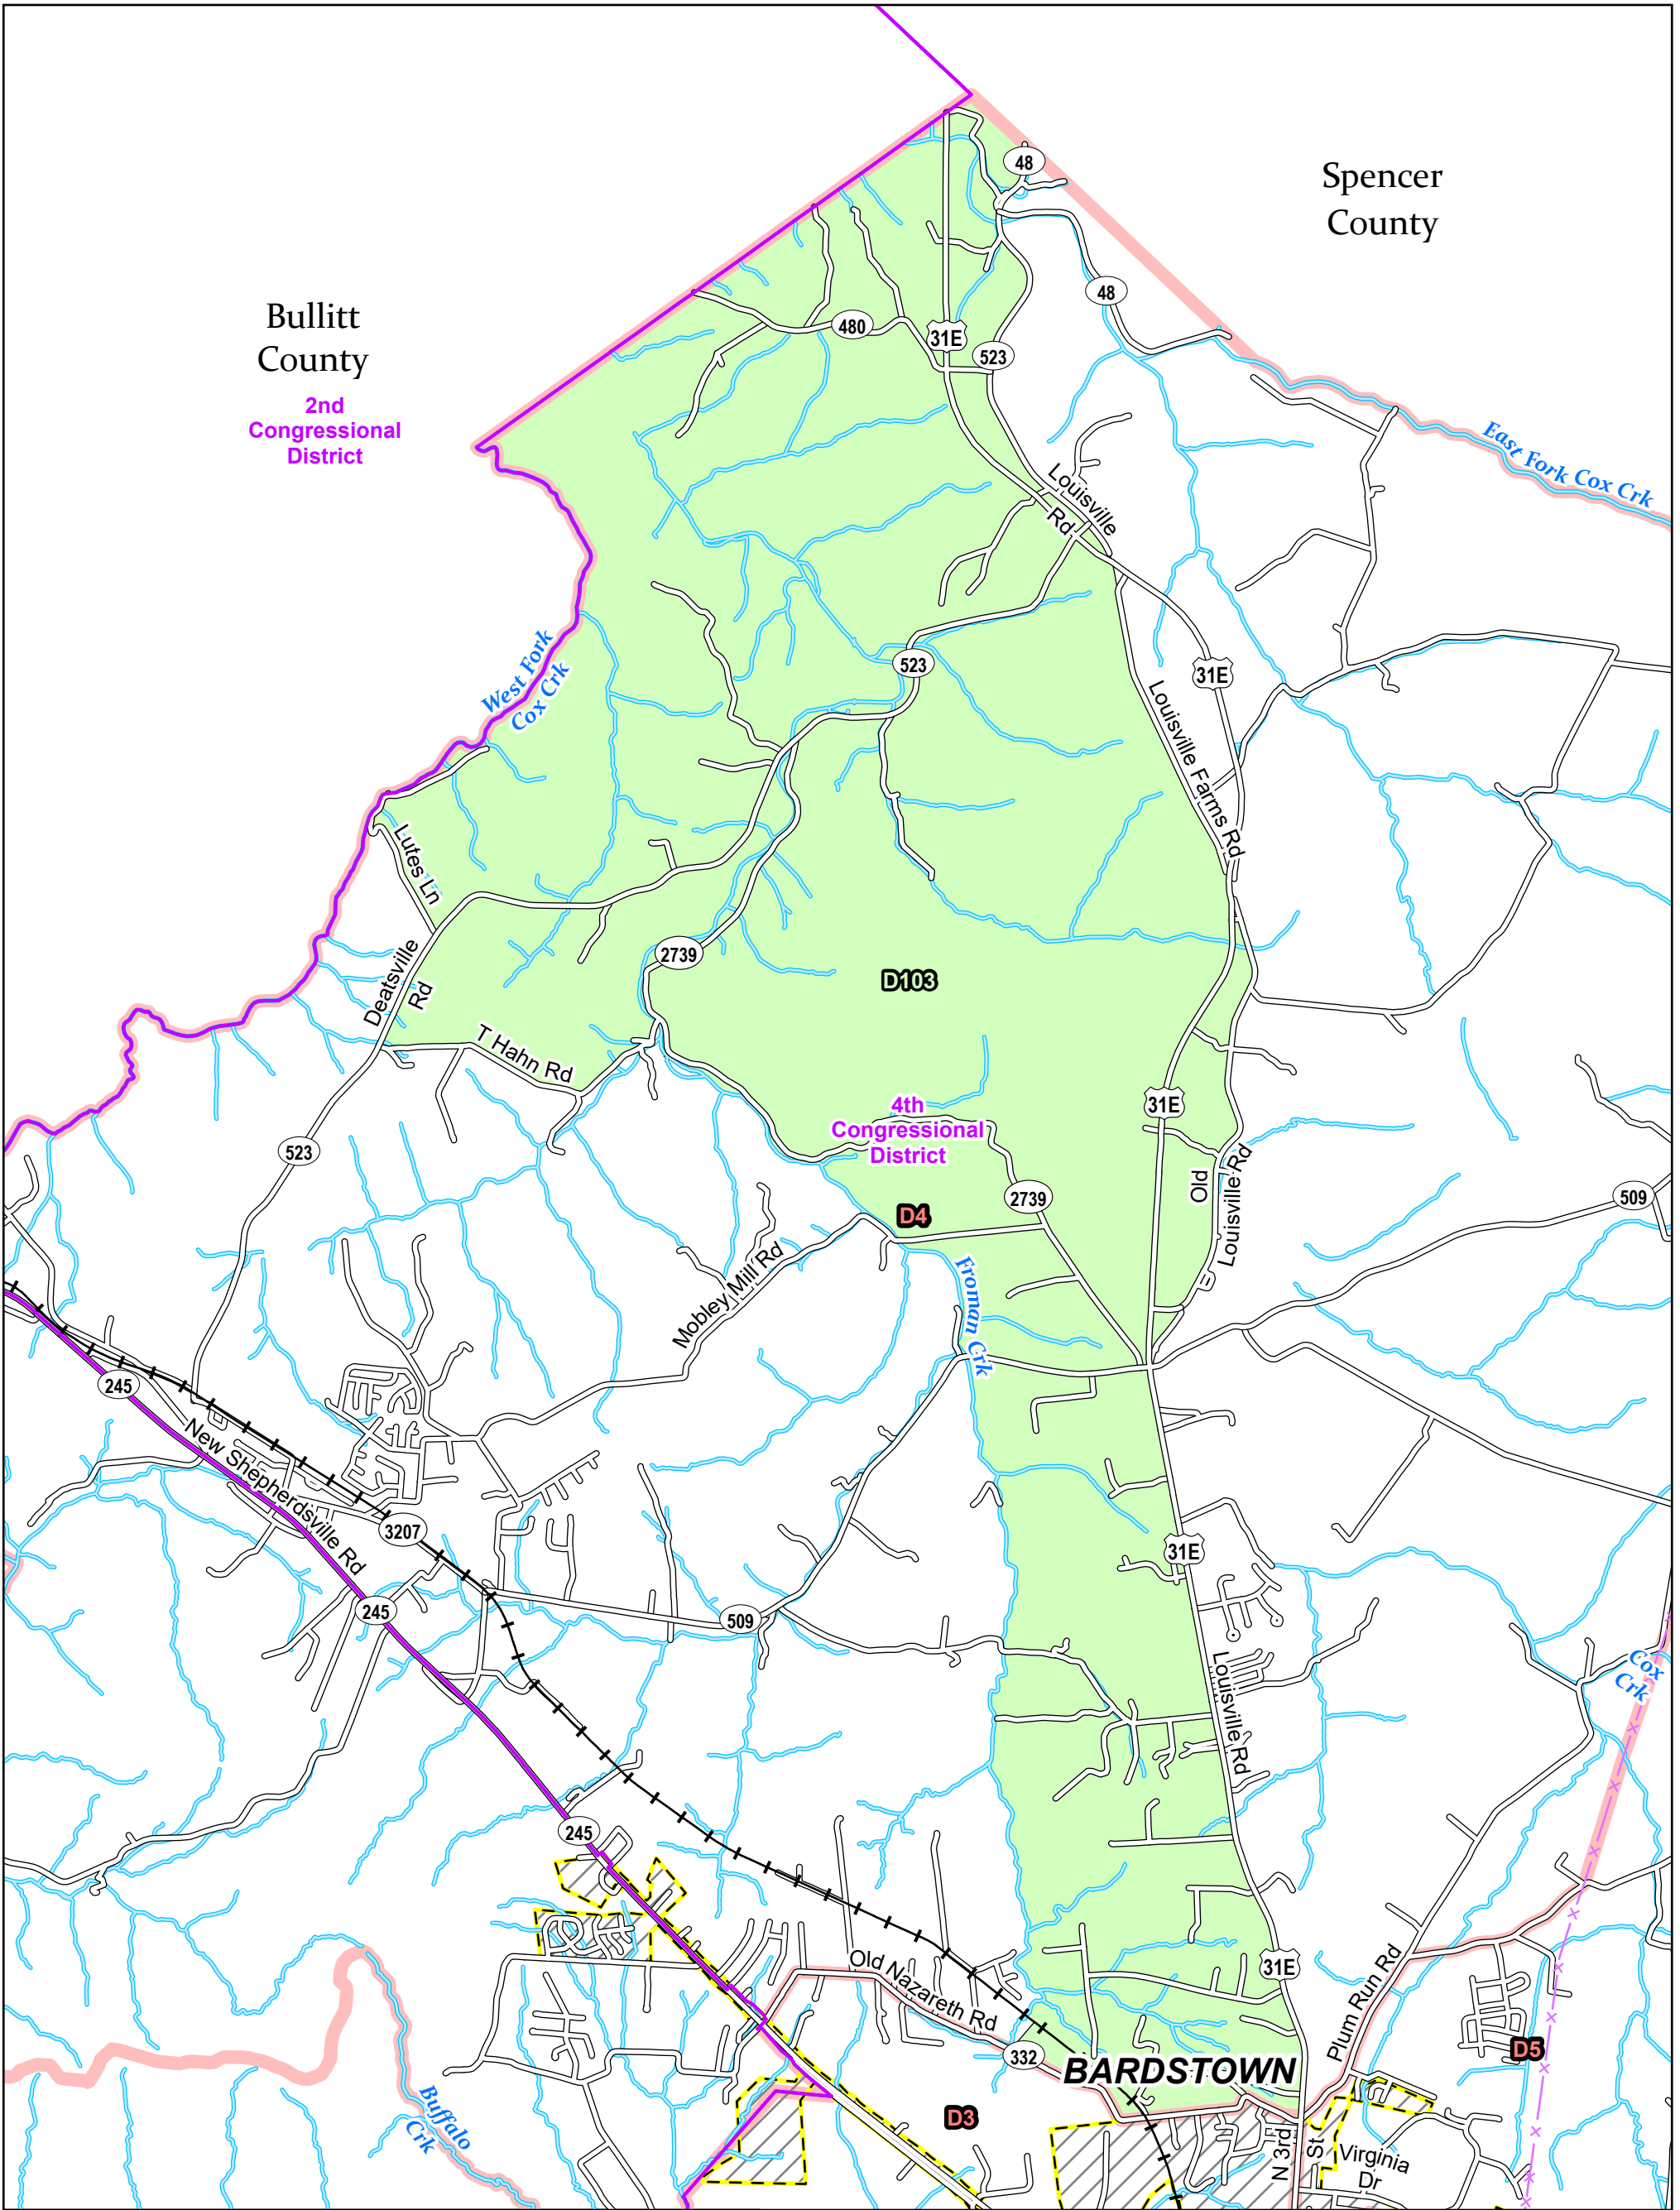 48
Spencer
County
48
Bullitt
County
480
31E
523
2nd
Congressional
District
East Fork Cox Crk
Louisville
Rd
West Fork
Cox Crk
523
31E
Louisville Farms Rd
Lutes Ln
Deatsville
Rd
2739
D103
T Hahn Rd
4th
Congressional
District
31E
523
Old
Louisville Rd
2739
509
D4
Mobley Mill Rd
Froman Crk
245
New Shepherdsville Rd
3207
31E
245
509
Louisville Rd
Cox
Crk
245
Old Nazareth Rd
31E
Plum Run Rd
332
BARDSTOWN
D5
D3
Buffalo
Crk
N 3rd
St
Virginia
Dr